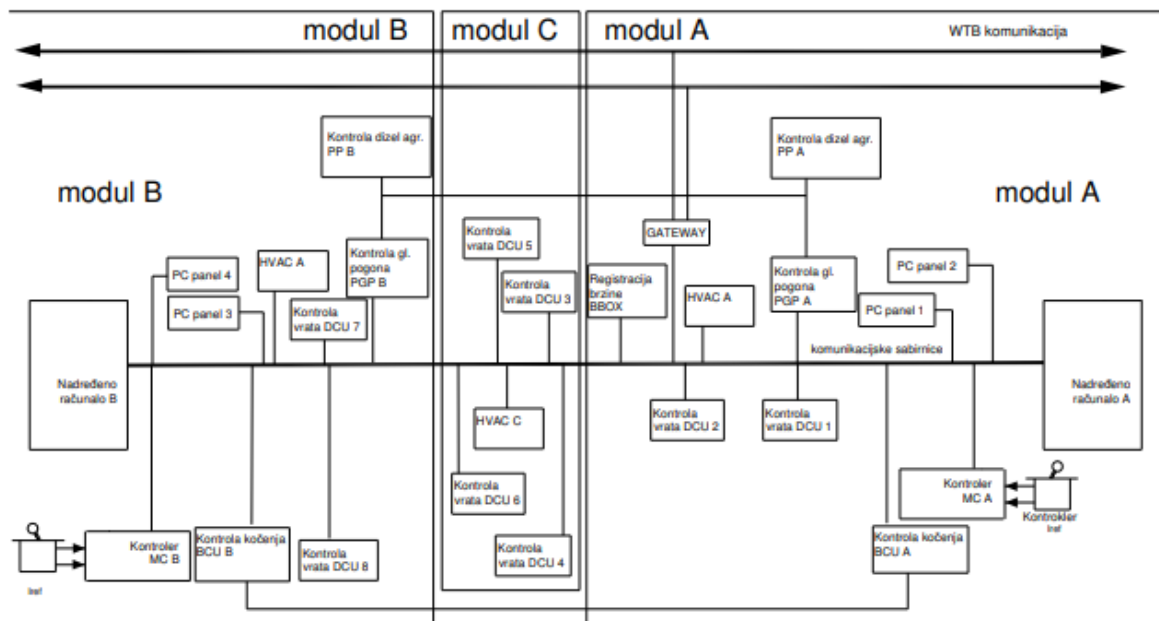 modul B
modul C
modul A
WTB komunikacija
Kontrola dizel agr.
PP B
Kontrola dizel agr.
PP A
modul B
modul A
Kontrola
vrata DCU 5
GATEWAY
Kontrola gl.
pogona
PGP B
HVAC A
PC panel 4
PC panel 3
Kontrola
vrata DCU 7
Kontrola
vrata DCU 3
Registracija
brzine
BBOX
HVAC A
Kontrola gl.
pogona
PGP A
PC panel 2
PC panel 1
komunikacijske sabirnice
Nadređeno
računalo B
Nadređeno
računalo A
HVAC C
Kontrola
vrata DCU 2
Kontrola
vrata DCU 1
Kontrola
vrata DCU 6
Kontroler
MC A
Kontrokler
Iref
Kontroler
MC B
Kontrola kočenja
BCU B
Kontrola
vrata DCU 8
Kontrola
vrata DCU 4
Kontrola kočenja
BCU A
Iref